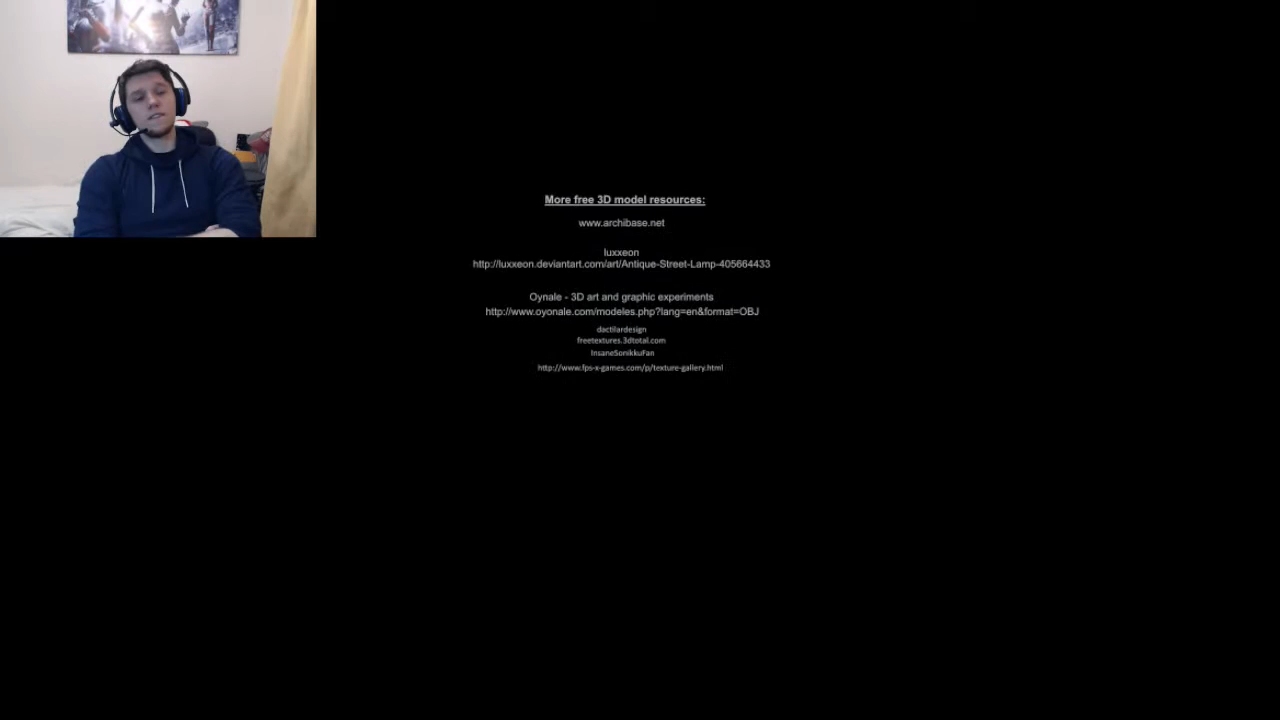 More free 3D model resources:
www.archibase.net
luxxeon
http://luxxeon.deviantart.com/art/Antique-Street-Lamp-405664433
Oynale - 3D art and graphic experiments
http://www.oyonale.com/modeles.php?lang=en&format=OBJ
dactilardesign
freetextures.3dtotal.com
InsaneSonikkuFan
http://www.fps-x-games.com/p/texture-gallery.html